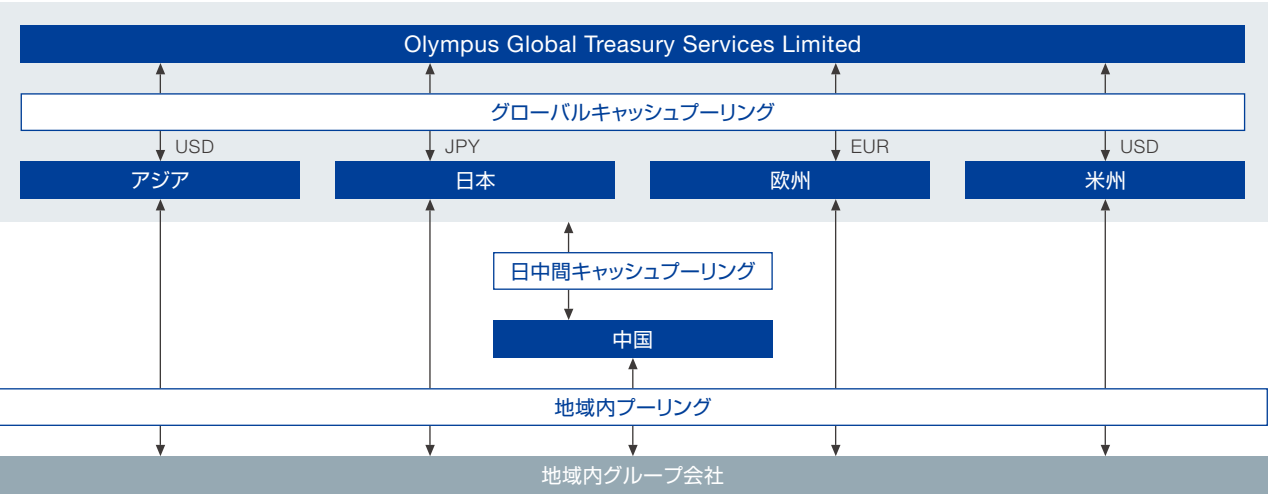 Olympus Global Treasury Services Limited
グローバルキャッシュプーリング
USD
JPY
EUR
USD
アジア
日本
欧州
米州
日中間キャッシュプーリング
中国
地域内プーリング
地域内グループ会社